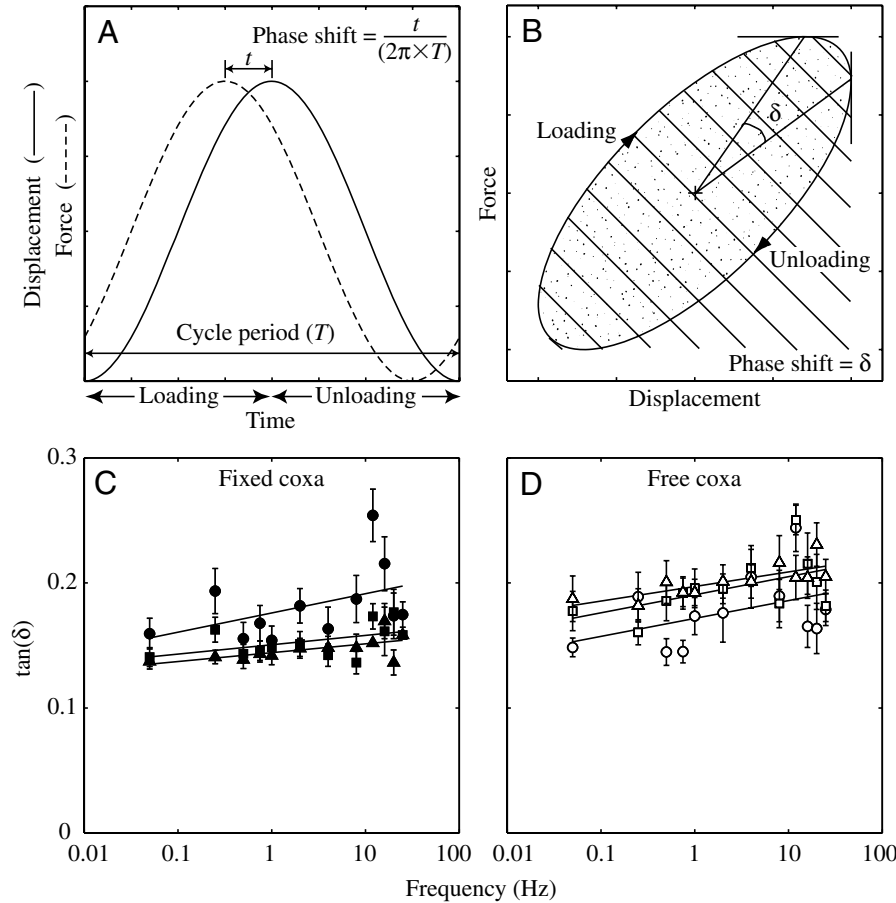 A
Phase shift = t/(2π×T)
t
Displacement (——)
Force (-----)
Cycle period (T)
Loading
Unloading
Time
B
δ
Loading
Unloading
Phase shift = δ
Force
Displacement
C
Fixed coxa
0.3
0.2
0.1
0
tan(δ)
0.01 0.1 1 10 100
D
Free coxa
0.1 1 10 100
Frequency (Hz)